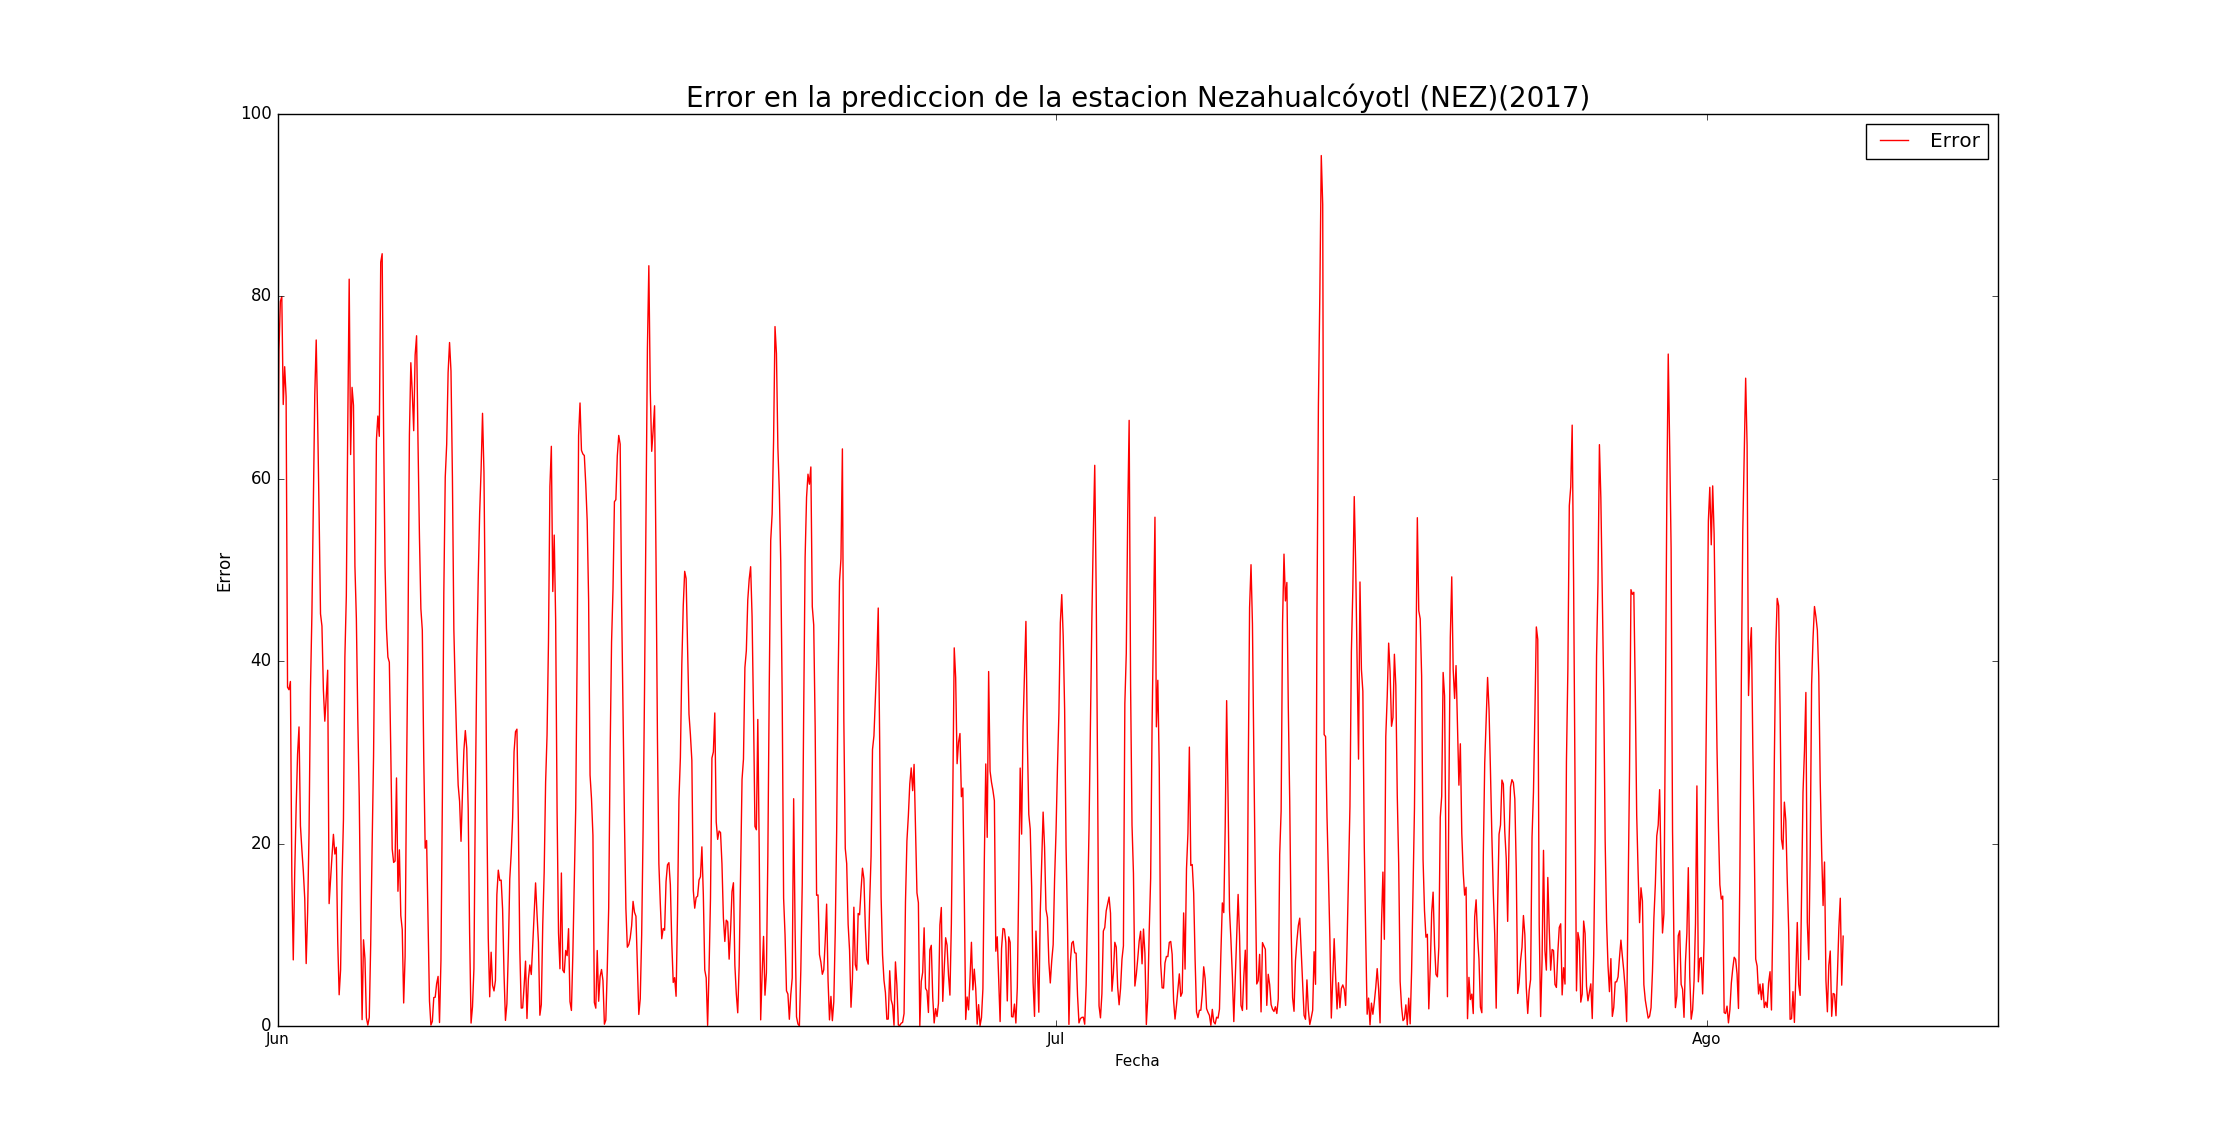 Error en la prediccion de la estacion Nezahualcóyotl (NEZ)(2017)
100
80
60
40
20
0
Error
Error
Jun
Jul
Ago
Fecha